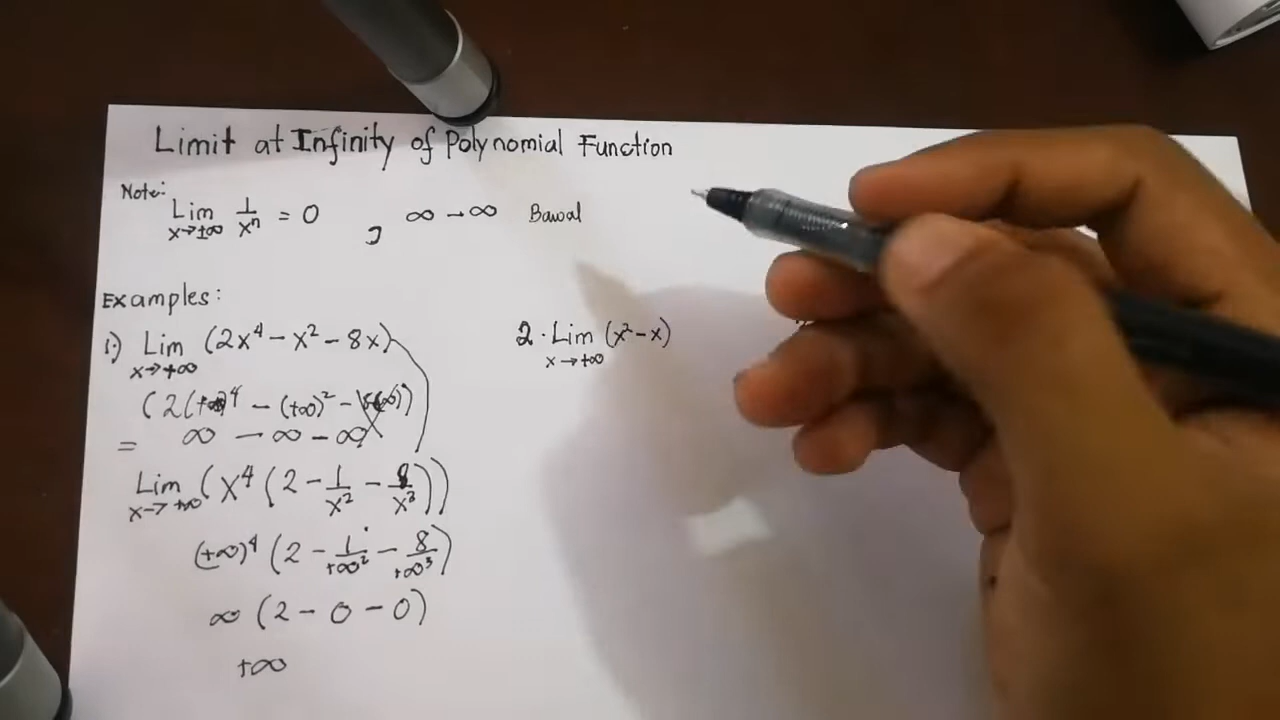 Limit at Infinity of Polynomial Function
Note:
Lim x→±∞ 1/xⁿ = 0 , ∞ - ∞ Bawal
Examples:
1.) Lim x→+∞ (2x⁴ - x² - 8x)
(2(+∞)⁴ - (+∞)² - 8(∞))
= ∞ - ∞ - ∞
Lim x→+∞ (x⁴(2 - 1/x² - 8/x³))
(+∞)⁴ (2 - 1/+∞² - 8/+∞³)
∞ (2 - 0 - 0)
+∞
2. Lim x→+∞ (x² - x)